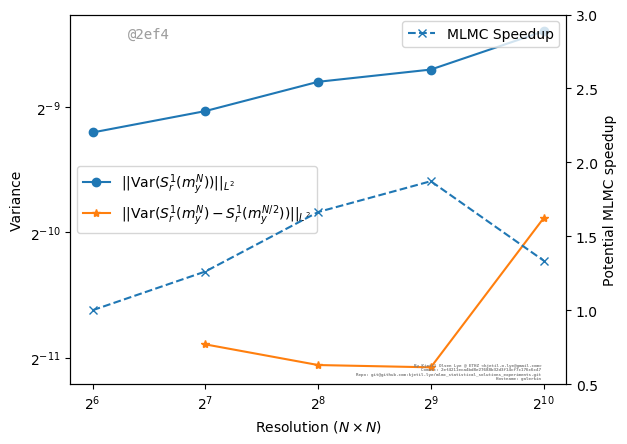 @2ef4
MLMC Speedup
3.0
2.5
2.0
1.5
1.0
0.5
Potential MLMC speedup
2^{-9}
2^{-10}
2^{-11}
Variance
||Var(S_r^1(m_y^N))||_{L^2}
||Var(S_r^1(m_y^N) − S_r^1(m_y^{N/2}))||_{L^2}
2^6
2^7
2^8
2^9
2^{10}
Resolution (N × N)